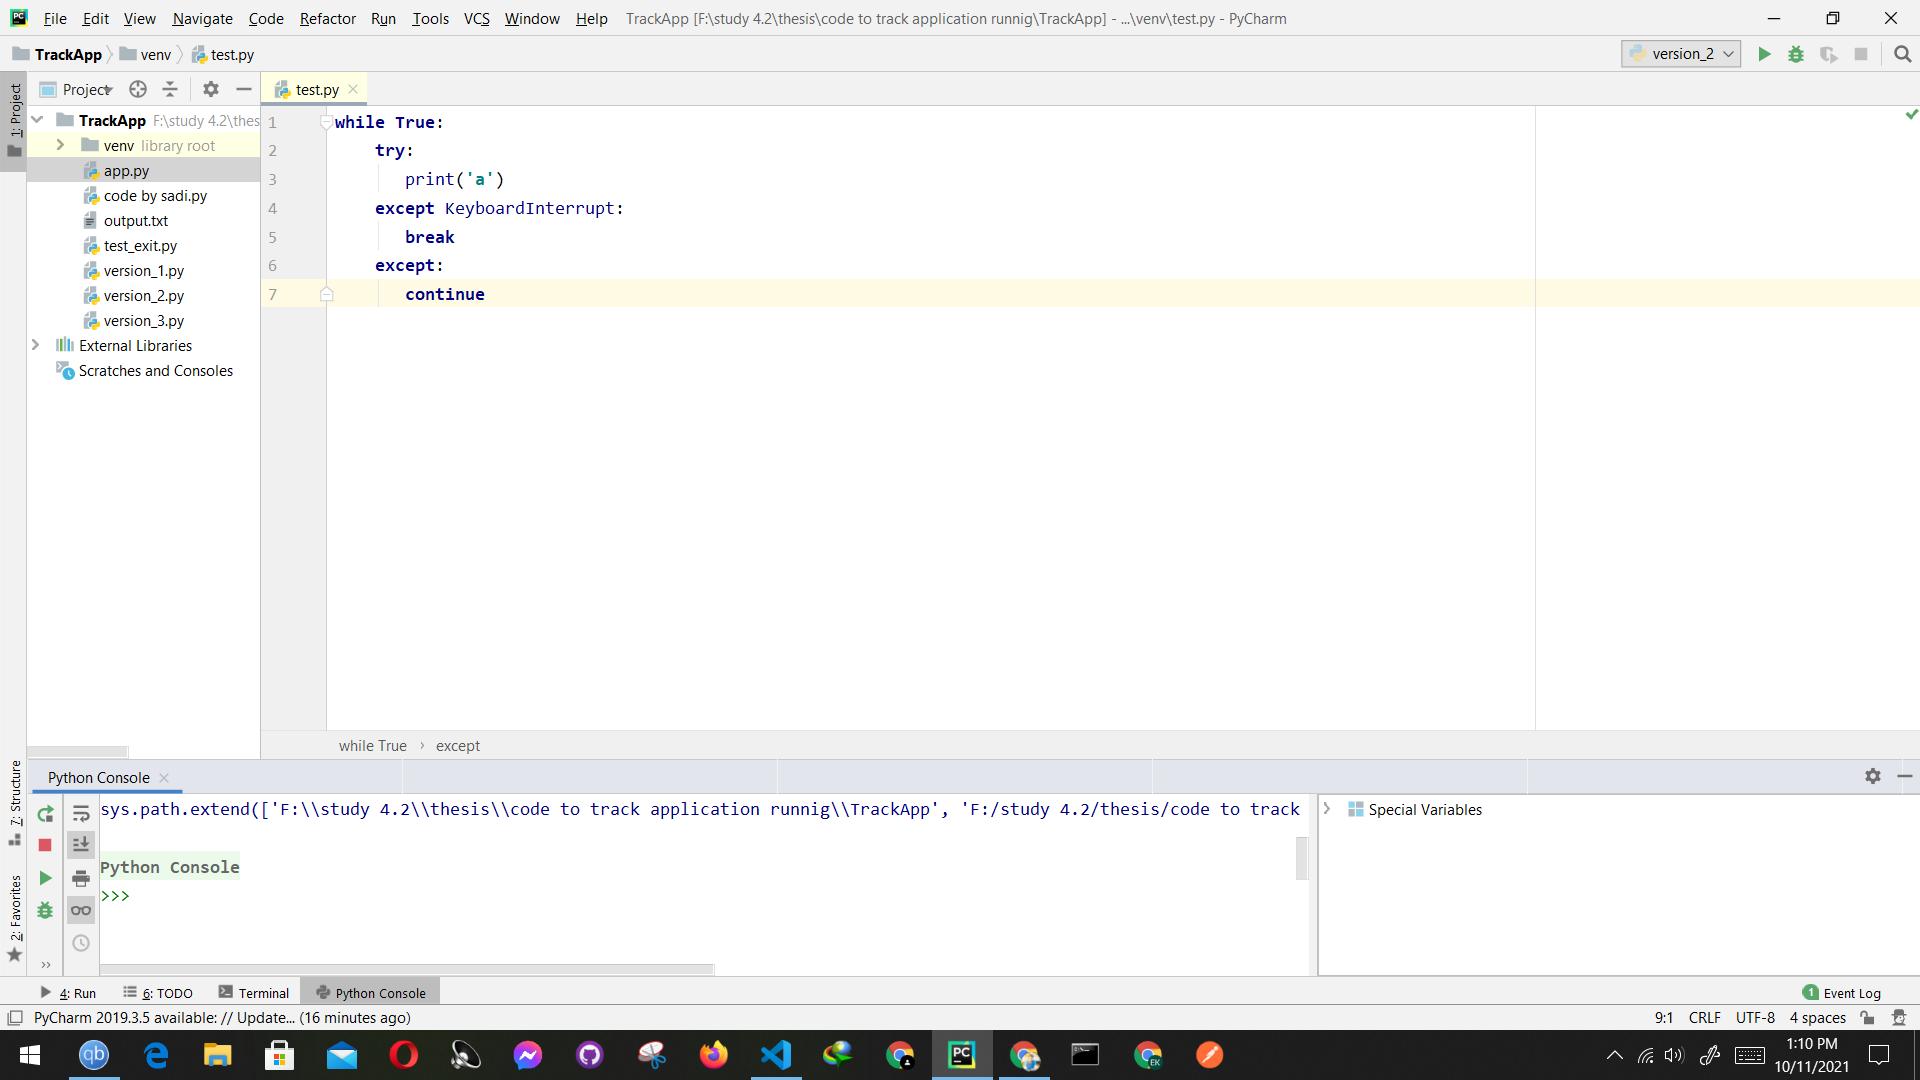 File Edit View Navigate Code Refactor Run Tools VCS Window Help TrackApp [F:\study 4.2\thesis\code to track application runnig\TrackApp] - ...\venv\test.py - PyCharm
TrackApp venv test.py version_2
1: Project
Project
test.py
TrackApp F:\study 4.2\thes
venv library root
app.py
code by sadi.py
output.txt
test_exit.py
version_1.py
version_2.py
version_3.py
External Libraries
Scratches and Consoles
1 while True:
2 try:
3 print('a')
4 except KeyboardInterrupt:
5 break
6 except:
7 continue
while True › except
7: Structure
2: Favorites
Python Console
sys.path.extend(['F:\\study 4.2\\thesis\\code to track application runnig\\TrackApp', 'F:/study 4.2/thesis/code to track
Python Console
>>>
Special Variables
4: Run 6: TODO Terminal Python Console 1 Event Log
PyCharm 2019.3.5 available: // Update... (16 minutes ago) 9:1 CRLF UTF-8 4 spaces
qb PC EK
1:10 PM
10/11/2021